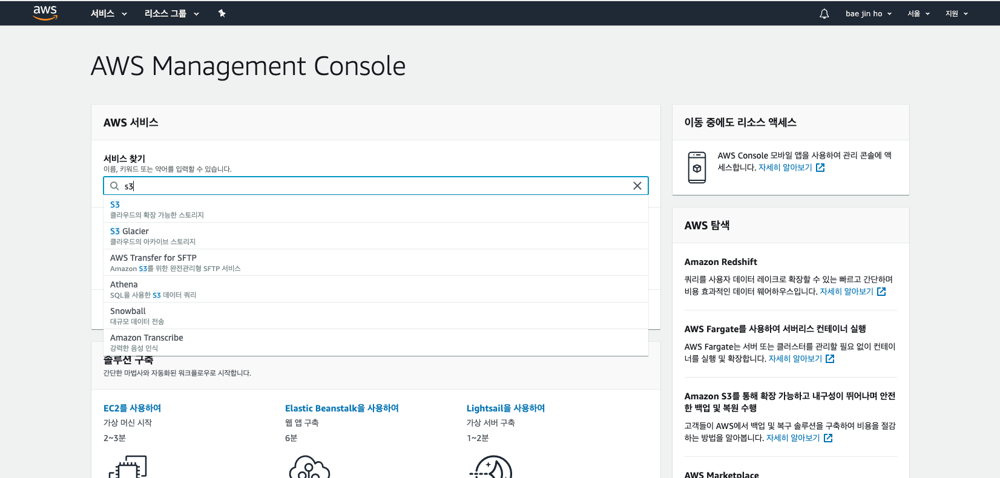 aws
서비스
리소스 그룹
bae jin ho
서울
지원
AWS Management Console
AWS 서비스
서비스 찾기
이름, 키워드 또는 약어를 입력할 수 있습니다.
s3
S3
클라우드의 확장 가능한 스토리지
S3 Glacier
클라우드의 아카이브 스토리지
AWS Transfer for SFTP
Amazon S3를 위한 완전관리형 SFTP 서비스
Athena
SQL을 사용한 S3 데이터 쿼리
Snowball
대규모 데이터 전송
Amazon Transcribe
강력한 음성 인식
솔루션 구축
간단한 마법사와 자동화된 워크플로우로 시작합니다.
EC2를 사용하여
가상 머신 시작
2~3분
Elastic Beanstalk을 사용하여
웹 앱 구축
6분
Lightsail을 사용하여
가상 서버 구축
1~2분
이동 중에도 리소스 액세스
AWS Console 모바일 앱을 사용하여 관리 콘솔에 액
세스합니다. 자세히 알아보기
AWS 탐색
Amazon Redshift
쿼리를 사용자 데이터 레이크로 확장할 수 있는 빠르고 간단하며
비용 효과적인 데이터 웨어하우스입니다. 자세히 알아보기
AWS Fargate를 사용하여 서버리스 컨테이너 실행
AWS Fargate는 서버 또는 클러스터를 관리할 필요 없이 컨테이
너를 실행 및 확장합니다. 자세히 알아보기
Amazon S3를 통해 확장 가능하고 내구성이 뛰어나며 안전
한 백업 및 복원 수행
고객들이 AWS에서 백업 및 복구 솔루션을 구축하여 비용을 절감
하는 방법을 알아봅니다. 자세히 알아보기
AWS Marketplace